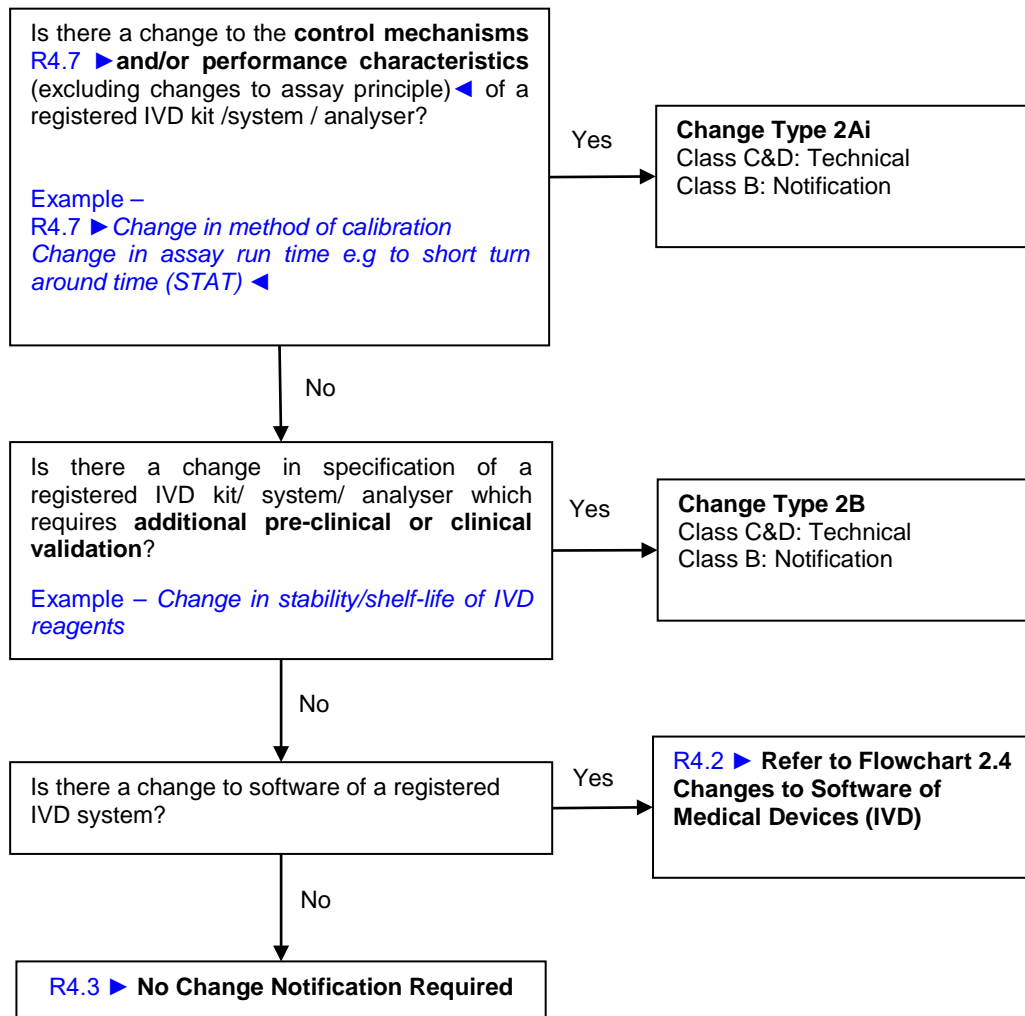 Is there a change to the control mechanisms
R4.7 ►and/or performance characteristics
(excluding changes to assay principle)◄ of a
registered IVD kit /system / analyser?
Example –
R4.7 ►Change in method of calibration
Change in assay run time e.g to short turn
around time (STAT) ◄
Yes
Change Type 2Ai
Class C&D: Technical
Class B: Notification
No
Is there a change in specification of a
registered IVD kit/ system/ analyser which
requires additional pre-clinical or clinical
validation?
Example – Change in stability/shelf-life of IVD
reagents
Yes
Change Type 2B
Class C&D: Technical
Class B: Notification
No
Is there a change to software of a registered
IVD system?
Yes
R4.2 ► Refer to Flowchart 2.4
Changes to Software of
Medical Devices (IVD)
No
R4.3 ► No Change Notification Required